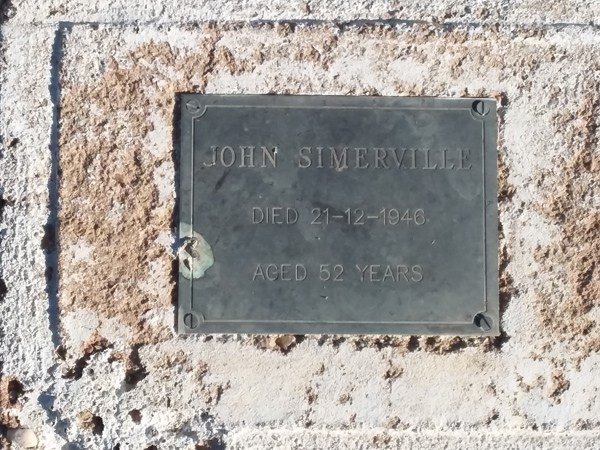 JOHN SIMERVILLE
DIED 21-12-1946
AGED 52 YEARS